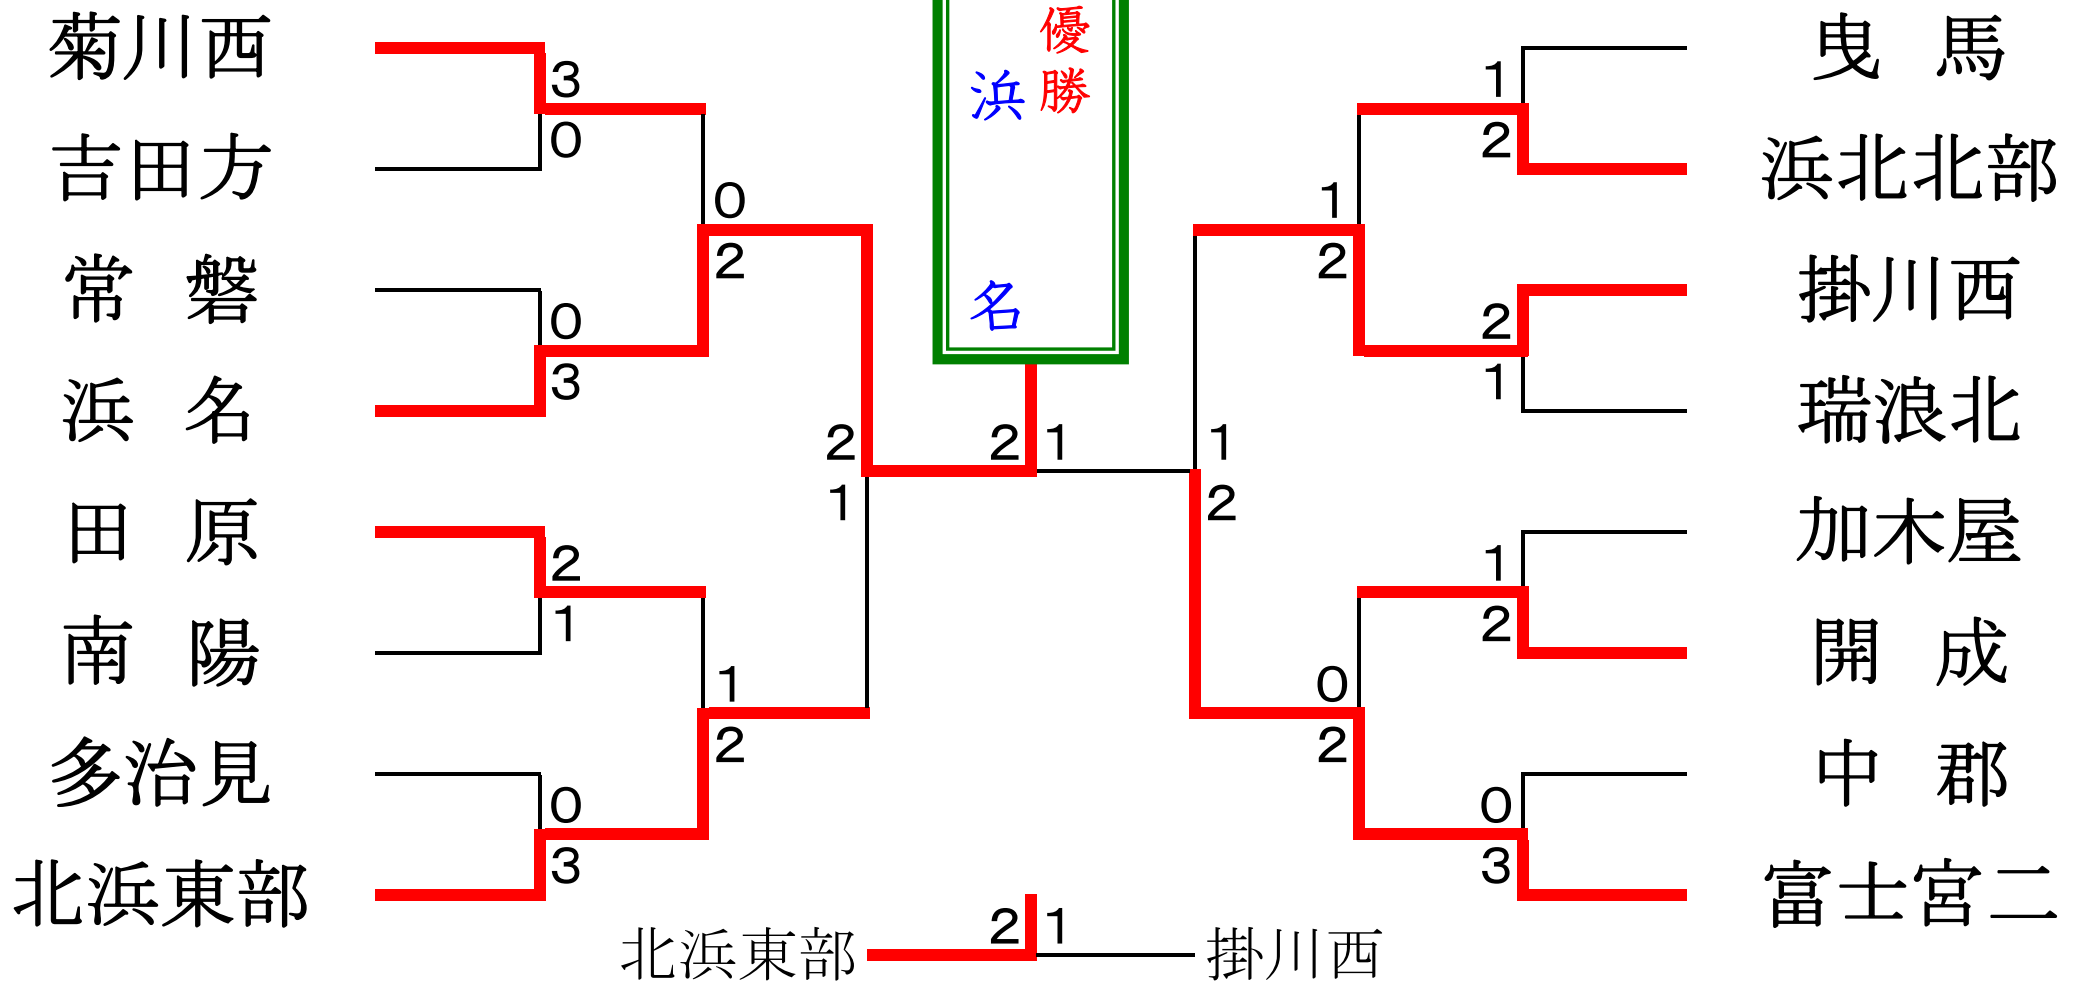 優勝
浜 名
菊川西
3
0
吉田方
0
2
常 磐
0
3
浜 名
2
1
田 原
2
1
南 陽
1
2
多治見
0
3
北浜東部
2 1
曳 馬
1
2
浜北北部
1
2
掛川西
2
1
瑞浪北
1
2
加木屋
1
2
開 成
0
2
中 郡
0
3
富士宮二
北浜東部 2 1 掛川西